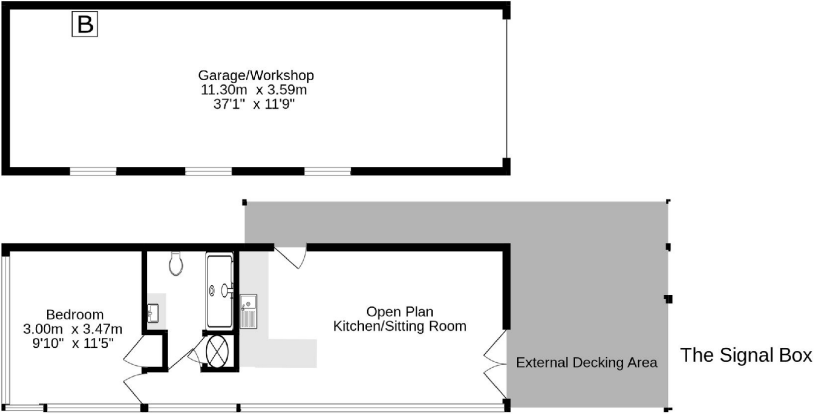 B
Garage/Workshop
11.30m x 3.59m
37'1" x 11'9"
Bedroom
3.00m x 3.47m
9'10" x 11'5"
Open Plan
Kitchen/Sitting Room
External Decking Area
The Signal Box